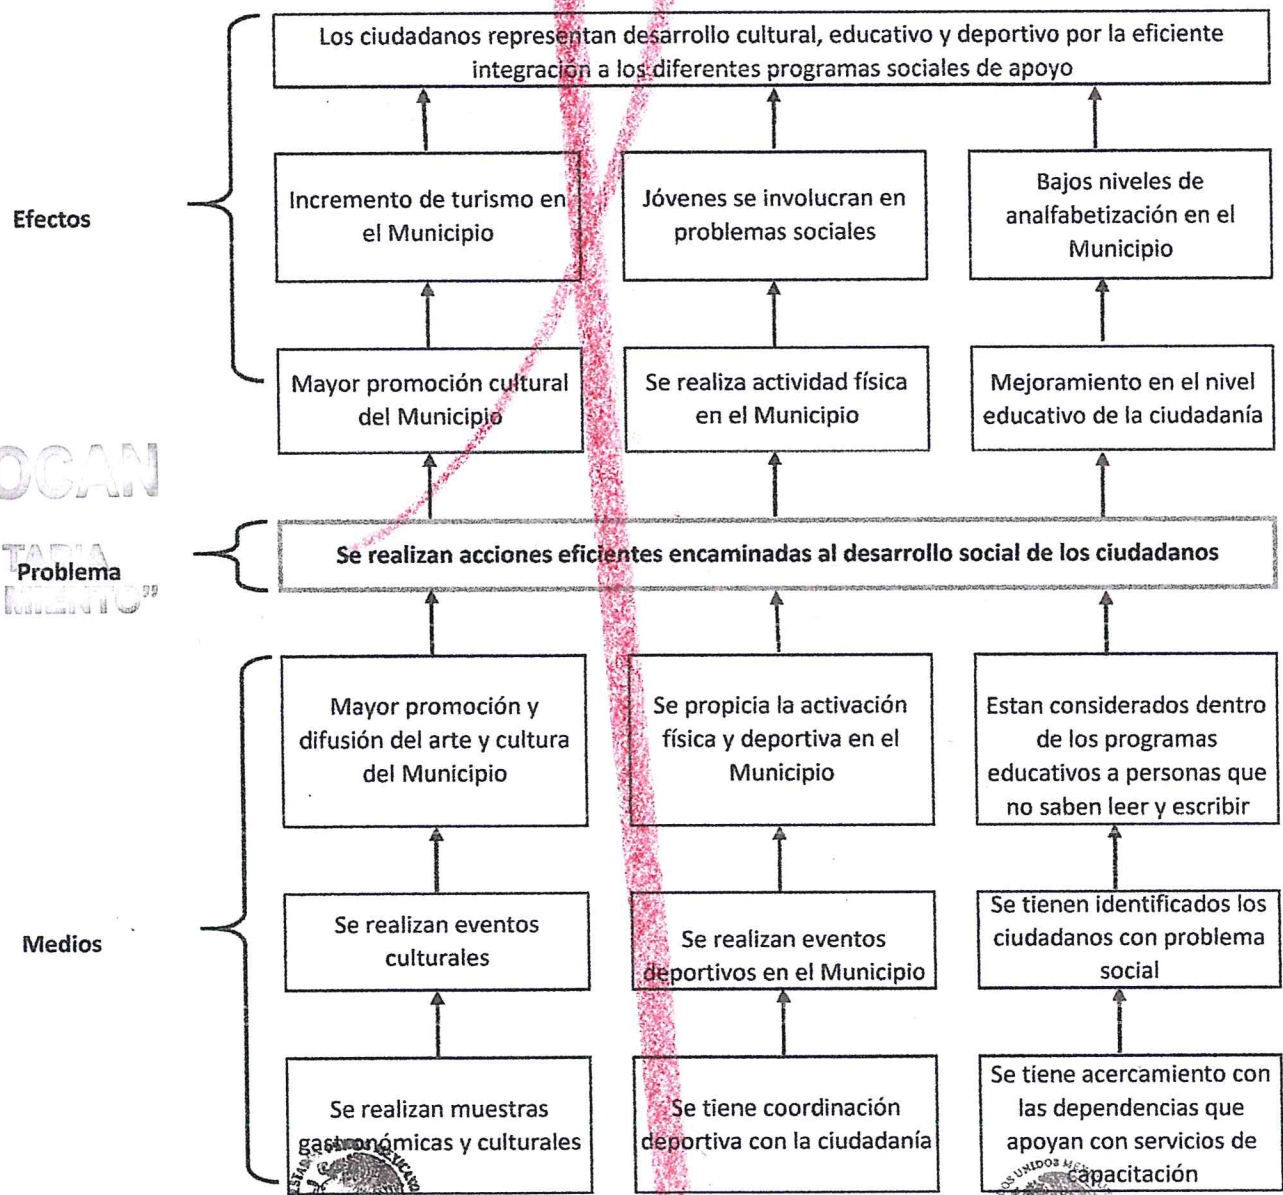 Los ciudadanos representan desarrollo cultural, educativo y deportivo por la eficiente
integración a los diferentes programas sociales de apoyo
Efectos
Incremento de turismo en
el Municipio
Jóvenes se involucran en
problemas sociales
Bajos niveles de
analfabetización en el
Municipio
Mayor promoción cultural
del Municipio
Se realiza actividad física
en el Municipio
Mejoramiento en el nivel
educativo de la ciudadanía
OCAN
TARIA
MIENTO”
Problema
Se realizan acciones eficientes encaminadas al desarrollo social de los ciudadanos
Mayor promoción y
difusión del arte y cultura
del Municipio
Se propicia la activación
física y deportiva en el
Municipio
Estan considerados dentro
de los programas
educativos a personas que
no saben leer y escribir
Medios
Se realizan eventos
culturales
Se realizan eventos
deportivos en el Municipio
Se tienen identificados los
ciudadanos con problema
social
Se realizan muestras
gastronómicas y culturales
Se tiene coordinación
deportiva con la ciudadanía
Se tiene acercamiento con
las dependencias que
apoyan con servicios de
capacitación
UNIDOS